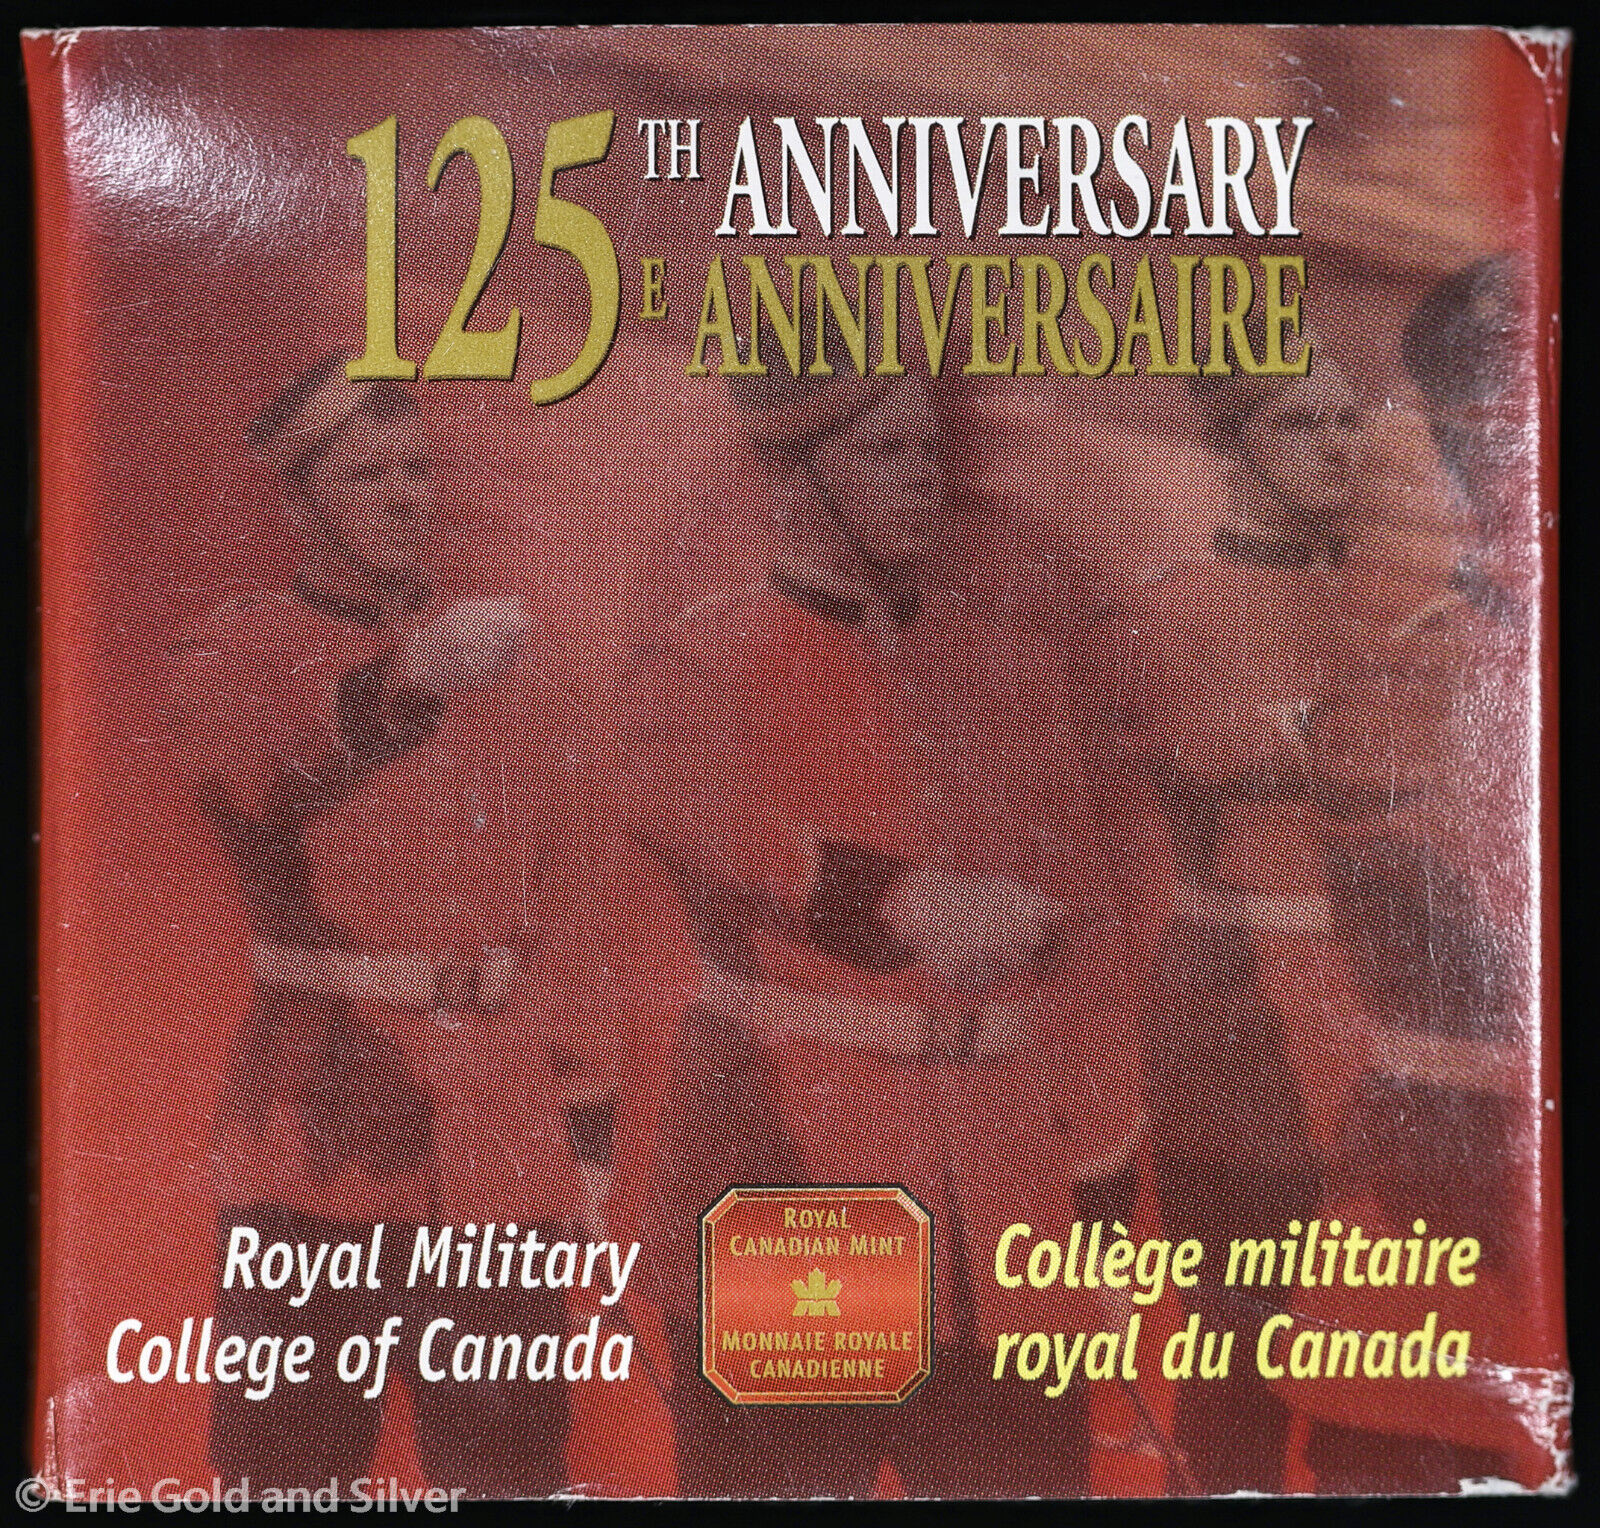 125TH ANNIVERSARY
E ANNIVERSAIRE
Royal Military
College of Canada
ROYAL
CANADIAN MINT
MONNAIE ROYALE
CANADIENNE
Collège militaire
royal du Canada
© Erie Gold and Silver